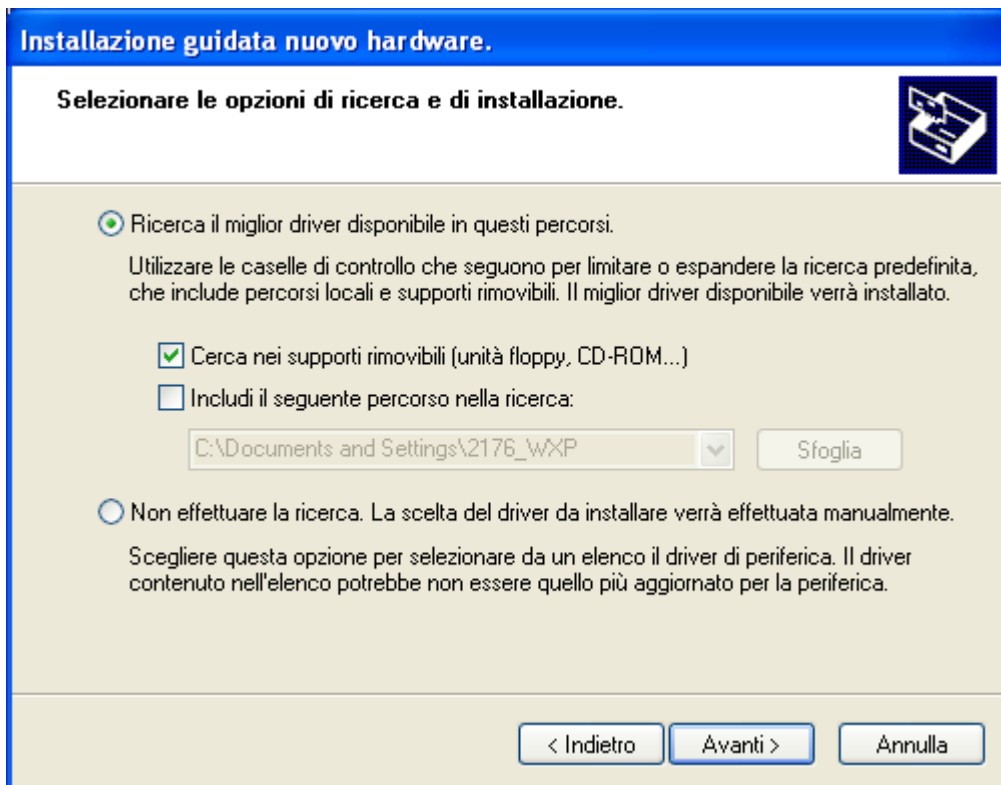 Installazione guidata nuovo hardware.
Selezionare le opzioni di ricerca e di installazione.
Ricerca il miglior driver disponibile in questi percorsi.
Utilizzare le caselle di controllo che seguono per limitare o espandere la ricerca predefinita,
che include percorsi locali e supporti rimovibili. Il miglior driver disponibile verrà installato.
Cerca nei supporti rimovibili (unità floppy, CD-ROM...)
Includi il seguente percorso nella ricerca:
C:\Documents and Settings\2176_WXP
Sfoglia
Non effettuare la ricerca. La scelta del driver da installare verrà effettuata manualmente.
Scegliere questa opzione per selezionare da un elenco il driver di periferica. Il driver
contenuto nell'elenco potrebbe non essere quello più aggiornato per la periferica.
< Indietro
Avanti >
Annulla